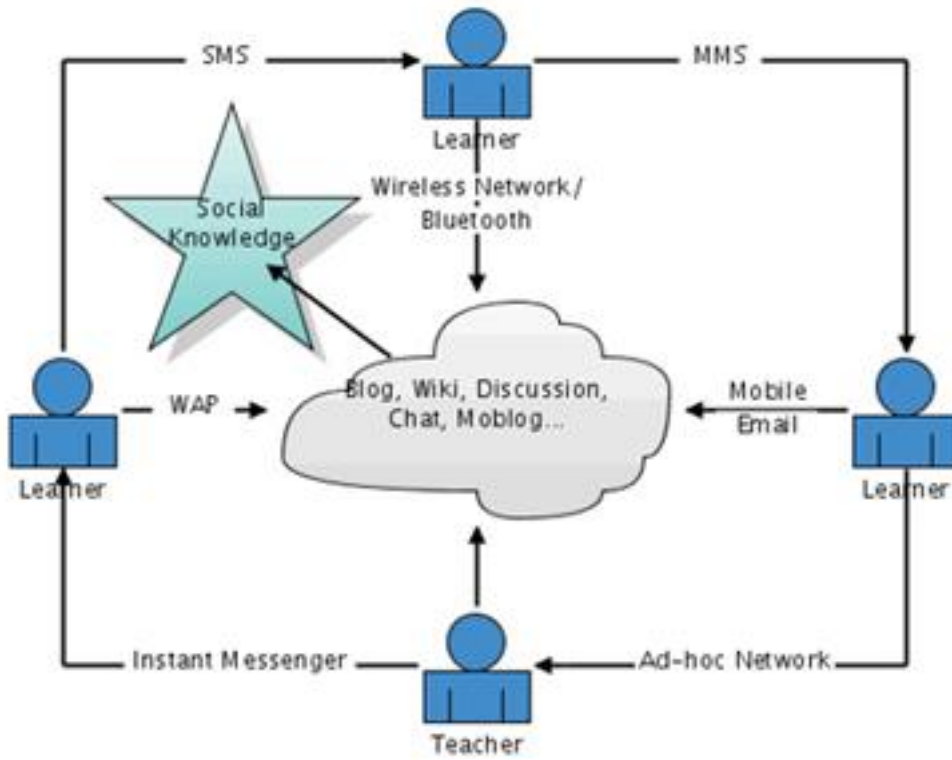 SMS
MMS
Learner
Wireless Network/
Bluetooth
Social
Knowledge
Blog, Wiki, Discussion,
Chat, Moblog...
WAP
Mobile
Email
Learner
Learner
Instant Messenger
Ad-hoc Network
Teacher